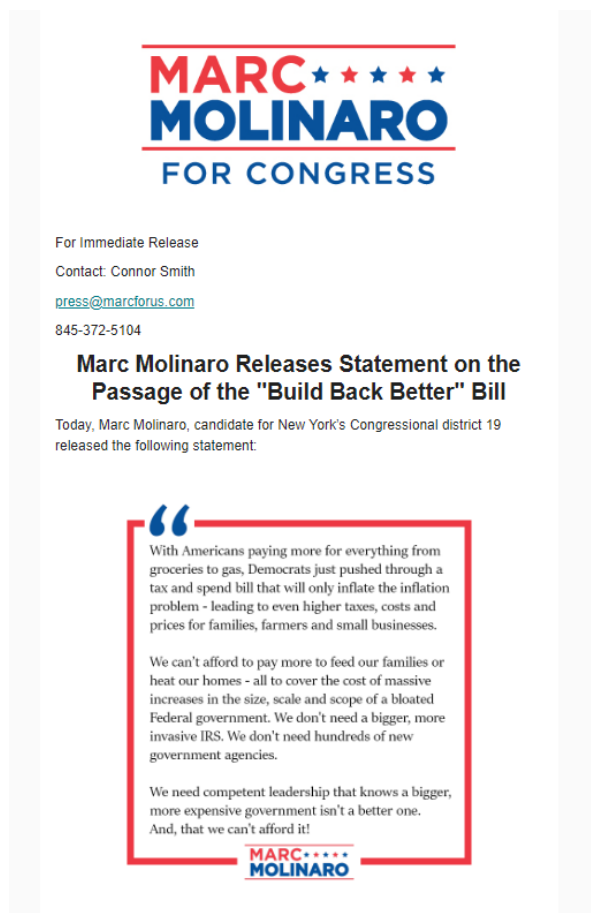 MARC
MOLINARO
FOR CONGRESS
For Immediate Release
Contact: Connor Smith
press@marcforus.com
845-372-5104
Marc Molinaro Releases Statement on the
Passage of the "Build Back Better" Bill
Today, Marc Molinaro, candidate for New York's Congressional district 19
released the following statement:
“
With Americans paying more for everything from
groceries to gas, Democrats just pushed through a
tax and spend bill that will only inflate the inflation
problem - leading to even higher taxes, costs and
prices for families, farmers and small businesses.
We can't afford to pay more to feed our families or
heat our homes - all to cover the cost of massive
increases in the size, scale and scope of a bloated
Federal government. We don't need a bigger, more
invasive IRS. We don't need hundreds of new
government agencies.
We need competent leadership that knows a bigger,
more expensive government isn't a better one.
And, that we can't afford it!
MARC
MOLINARO